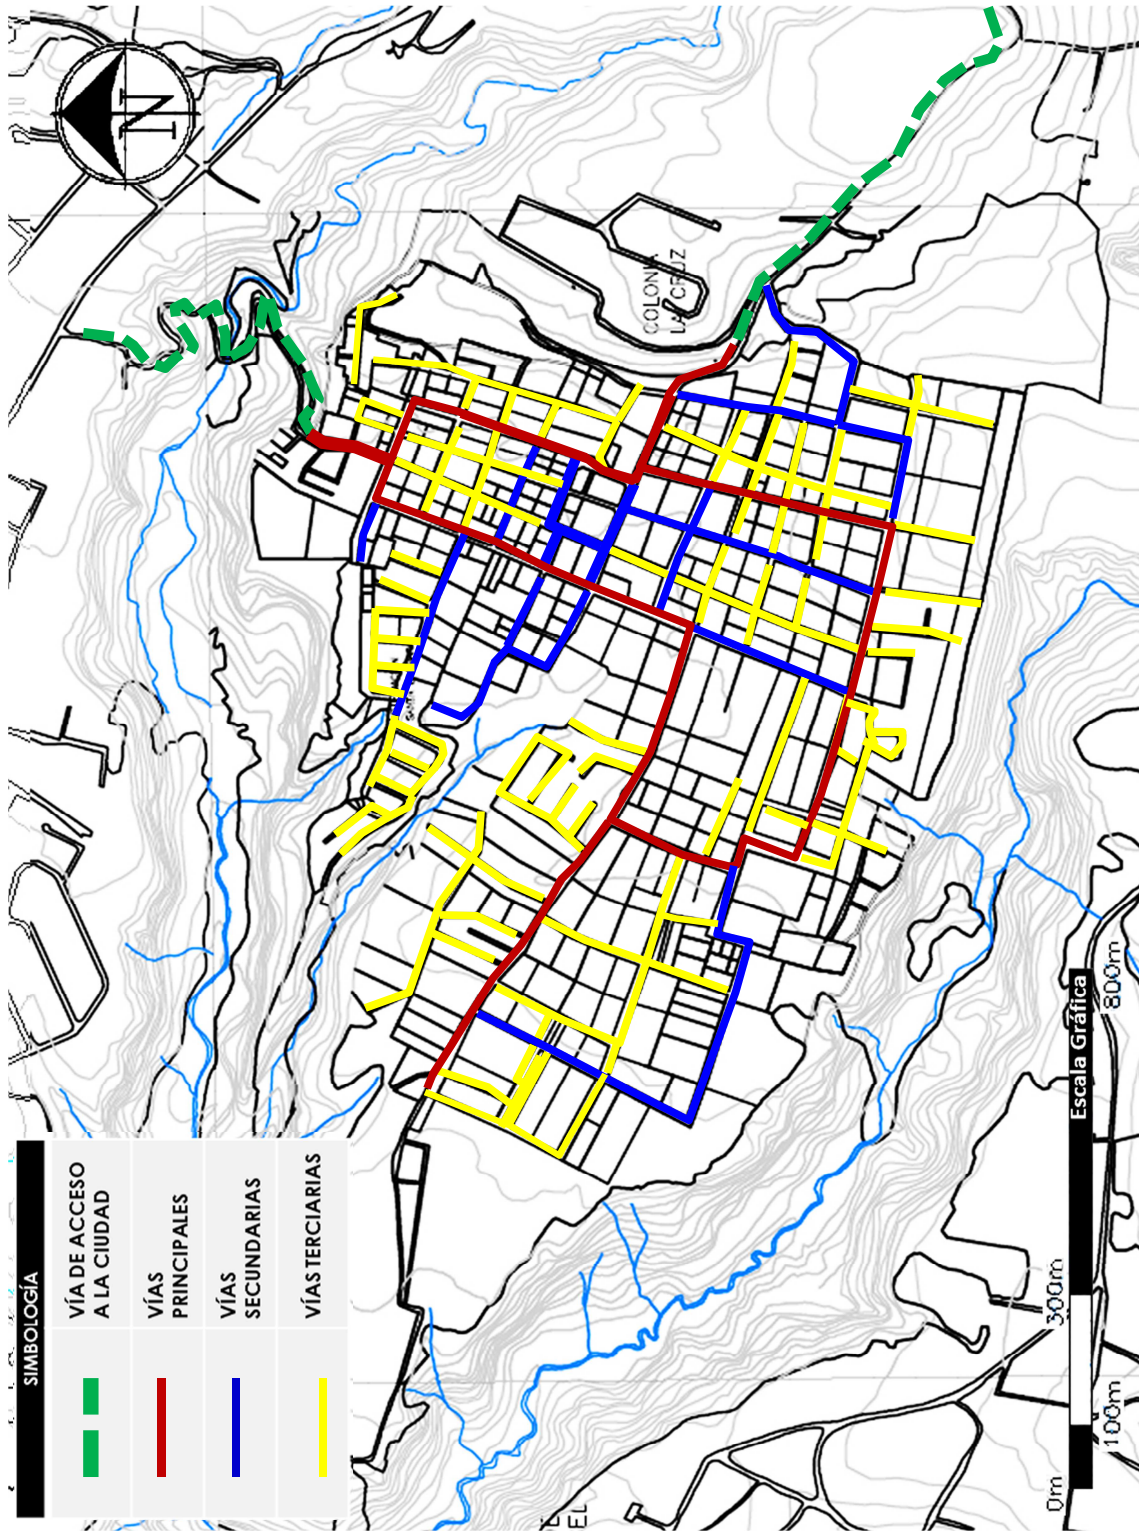 N
COLONIA
LA CRUZ
SIMBOLOGÍA
VÍA DE ACCESO
A LA CIUDAD
VÍAS
PRINCIPALES
VÍAS
SECUNDARIAS
VÍAS TERCIARIAS
EL
Escala Gráfica
0m 100m 300m 800m